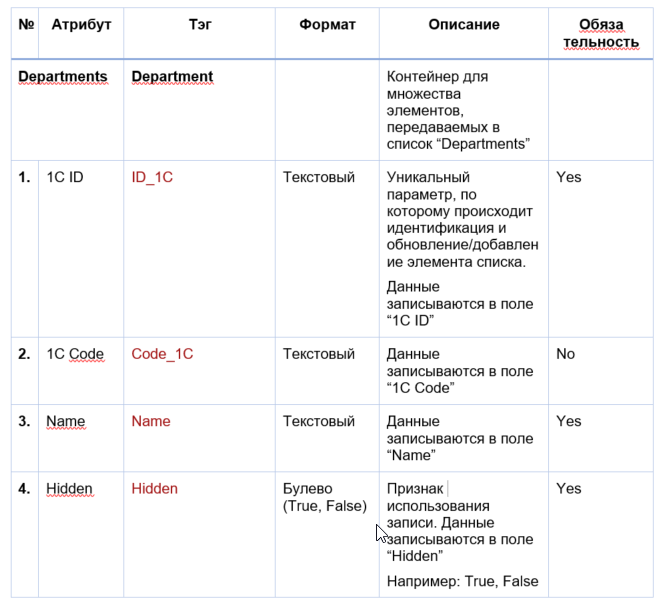 № Атрибут Тэг Формат Описание Обяза
тельность
Departments Department Контейнер для
множества
элементов,
передаваемых в
список “Departments”
1. 1C ID ID_1C Текстовый Уникальный Yes
параметр, по
которому происходит
идентификация и
обновление/добавлен
ие элемента списка.
Данные
записываются в поле
“1C ID”
2. 1C Code Code_1C Текстовый Данные No
записываются в поле
“1C Code”
3. Name Name Текстовый Данные Yes
записываются в поле
“Name”
4. Hidden Hidden Булево Признак Yes
(True, False) использования
записи. Данные
записываются в поле
“Hidden”
Например: True, False